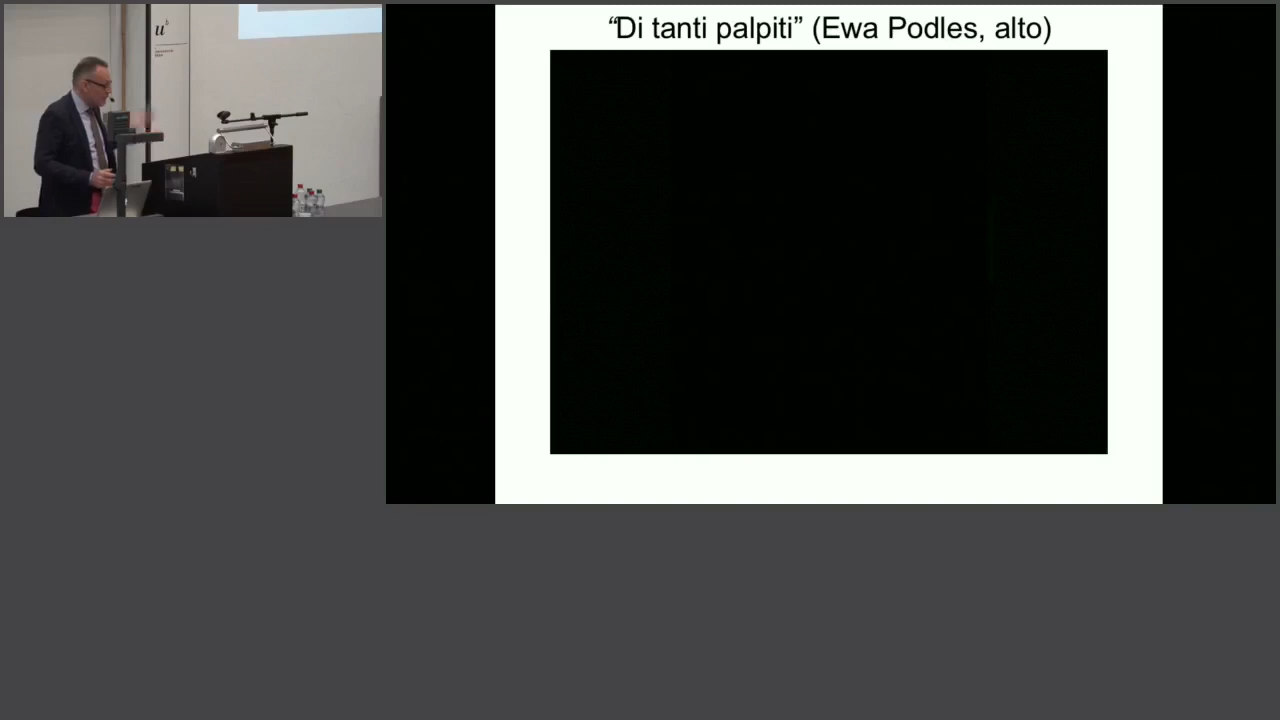 u^b
“Di tanti palpiti” (Ewa Podles, alto)